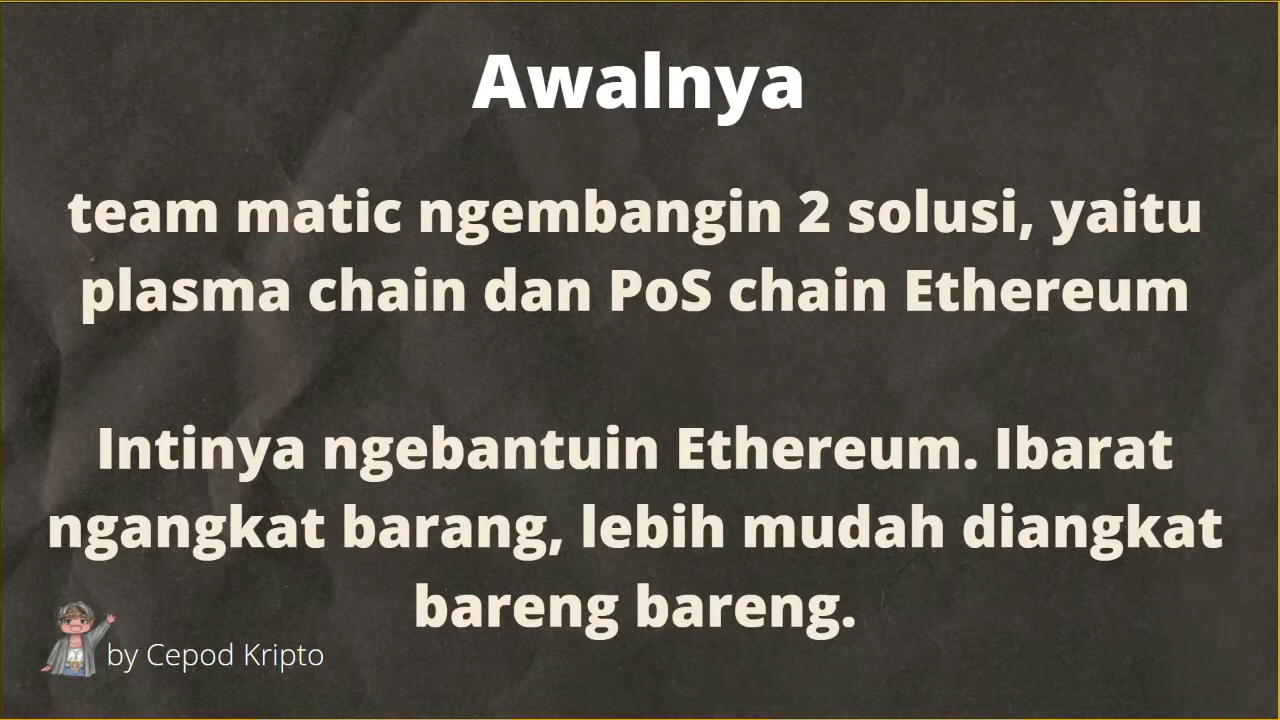 Awalnya
team matic ngembangin 2 solusi, yaitu
plasma chain dan PoS chain Ethereum
Intinya ngebantuin Ethereum. Ibarat
ngangkat barang, lebih mudah diangkat
bareng bareng.
by Cepod Kripto